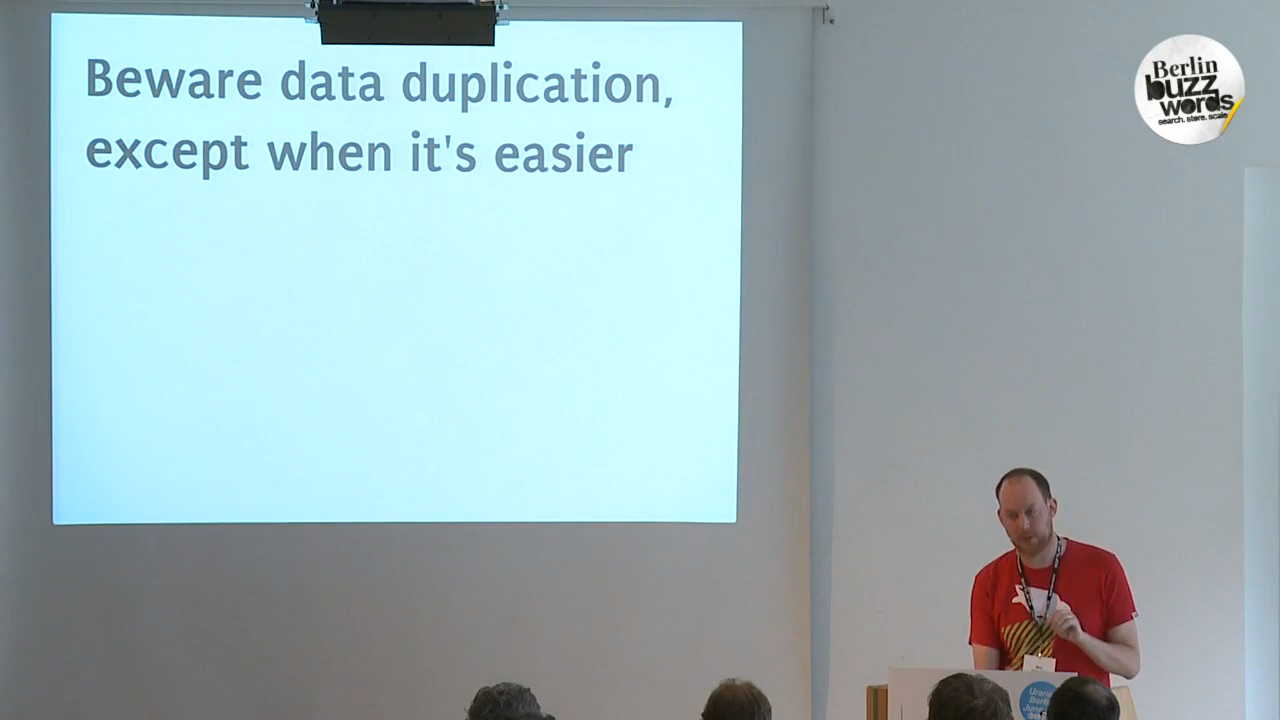 Beware data duplication,
except when it's easier
Berlin
buzz
words
search. store. scale